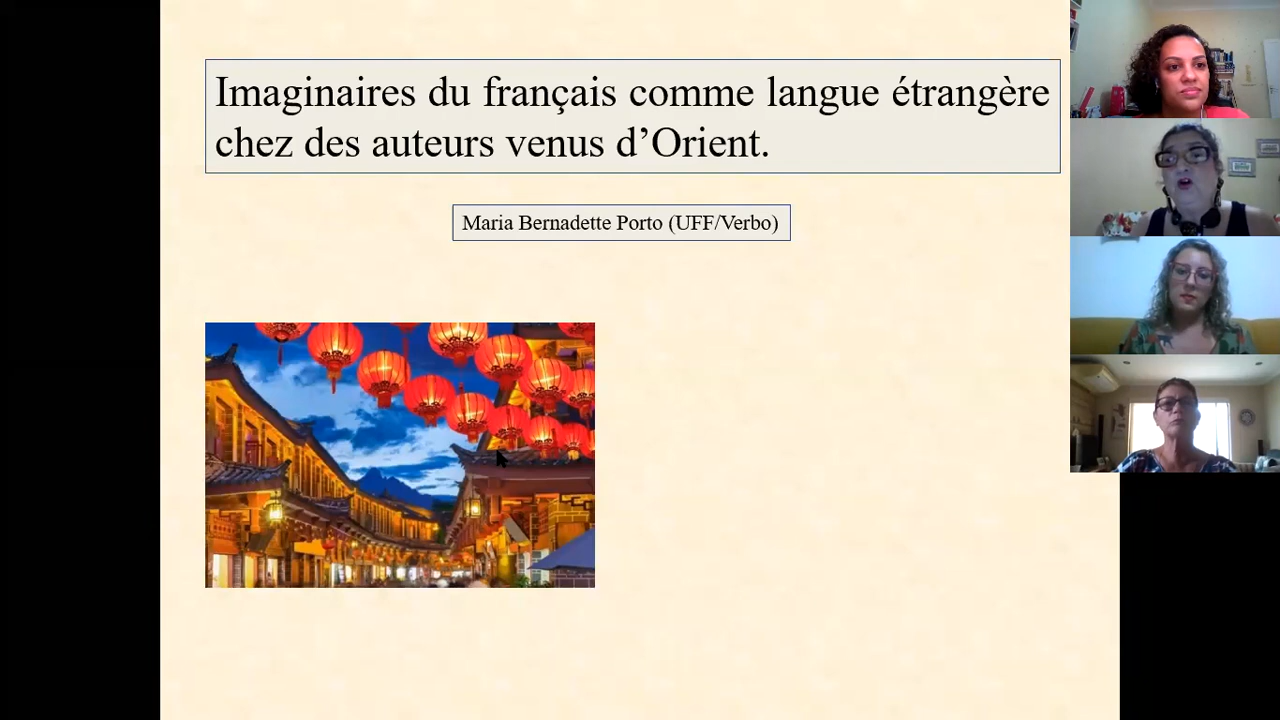 Imaginaires du français comme langue étrangère
chez des auteurs venus d’Orient.
Maria Bernadette Porto (UFF/Verbo)